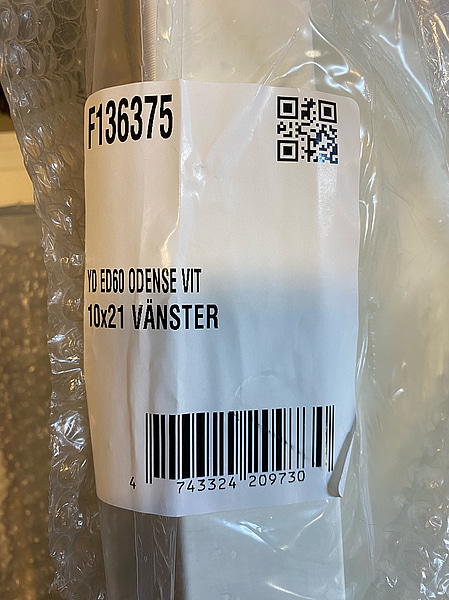 F136375
YD ED60 ODENSE VIT
10x21 VÄNSTER
4 743324 209730